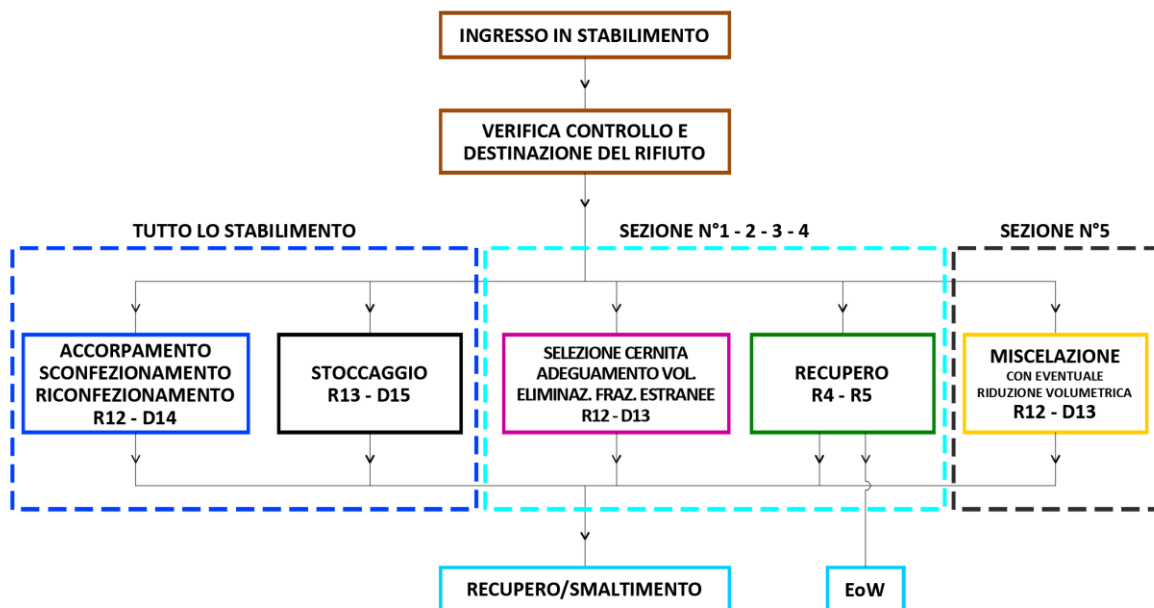 INGRESSO IN STABILIMENTO
VERIFICA CONTROLLO E
DESTINAZIONE DEL RIFIUTO
TUTTO LO STABILIMENTO
SEZIONE N°1 - 2 - 3 - 4
SEZIONE N°5
ACCORPAMENTO
SCONFEZIONAMENTO
RICONFEZIONAMENTO
R12 - D14
STOCCAGGIO
R13 - D15
SELEZIONE CERNITA
ADEGUAMENTO VOL.
ELIMINAZ. FRAZ. ESTRANEE
R12 - D13
RECUPERO
R4 - R5
MISCELAZIONE
CON EVENTUALE
RIDUZIONE VOLUMETRICA
R12 - D13
RECUPERO/SMALTIMENTO
EoW